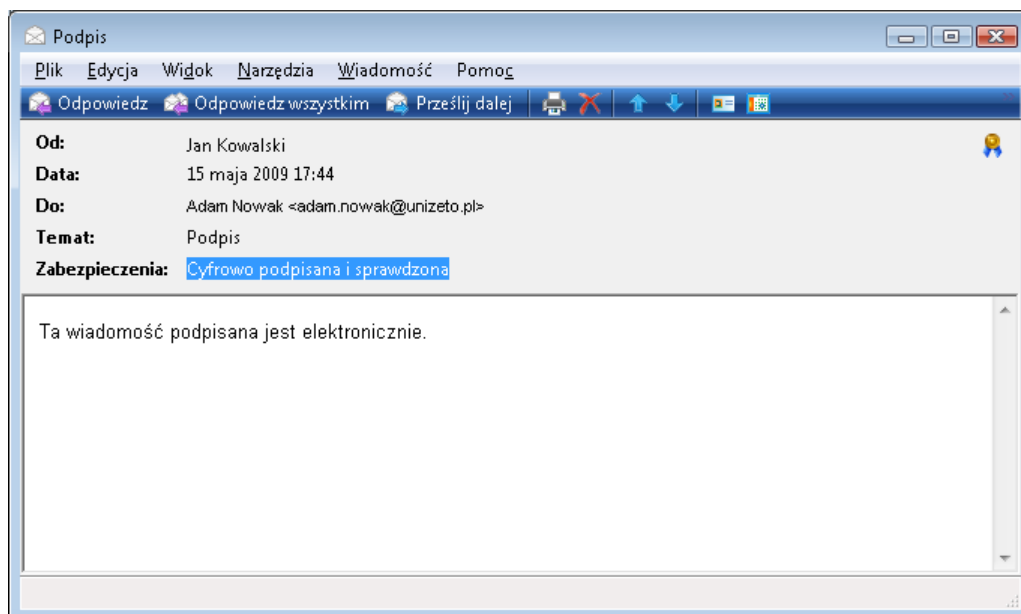 Podpis
Plik Edycja Widok Narzędzia Wiadomość Pomoc
Odpowiedz Odpowiedz wszystkim Prześlij dalej
Od: Jan Kowalski
Data: 15 maja 2009 17:44
Do: Adam Nowak <adam.nowak@unizeto.pl>
Temat: Podpis
Zabezpieczenia: Cyfrowo podpisana i sprawdzona
Ta wiadomość podpisana jest elektronicznie.